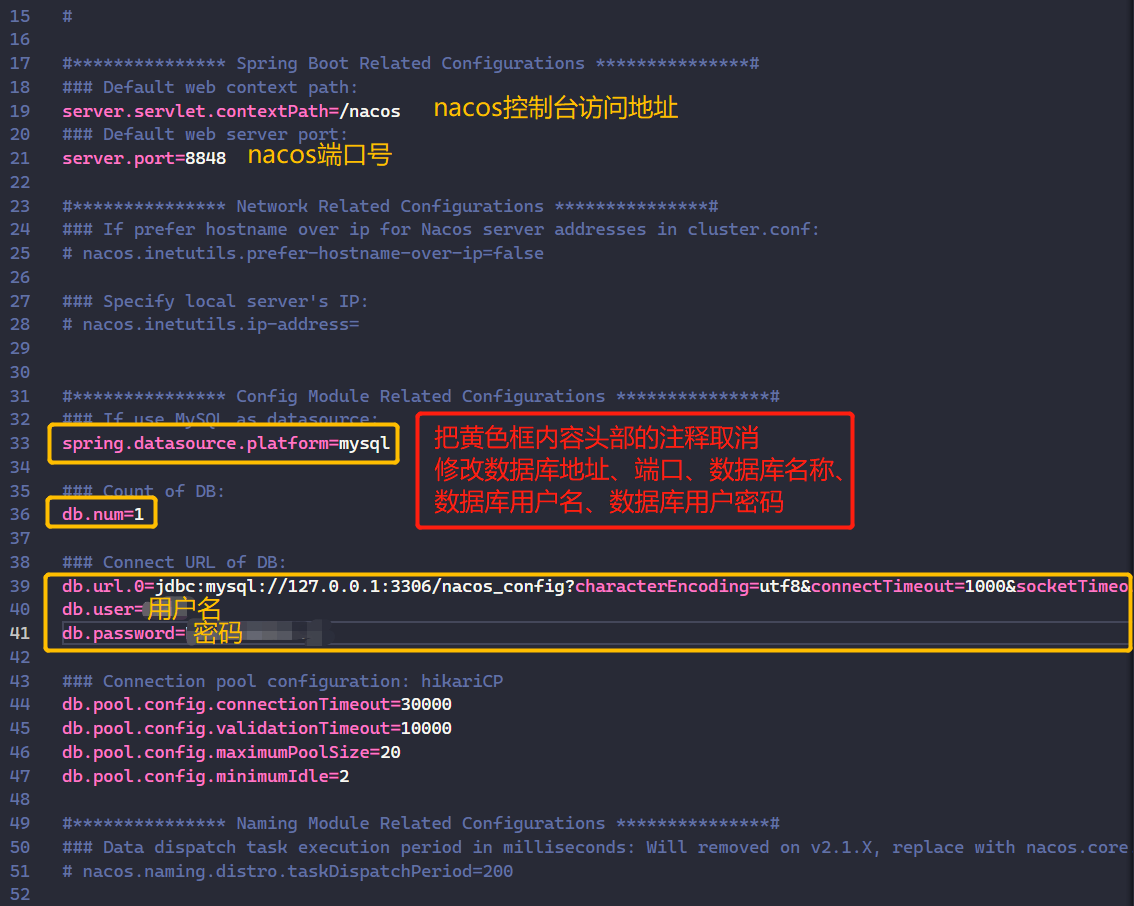 15 #
16
17 #*************** Spring Boot Related Configurations ***************#
18 ### Default web context path:
19 server.servlet.contextPath=/nacos nacos控制台访问地址
20 ### Default web server port:
21 server.port=8848 nacos端口号
22
23 #*************** Network Related Configurations ***************#
24 ### If prefer hostname over ip for Nacos server addresses in cluster.conf:
25 # nacos.inetutils.prefer-hostname-over-ip=false
26
27 ### Specify local server's IP:
28 # nacos.inetutils.ip-address=
29
30
31 #*************** Config Module Related Configurations ***************#
32 ### If use MySQL as datasource:
33 spring.datasource.platform=mysql
把黄色框内容头部的注释取消
修改数据库地址、端口、数据库名称、
数据库用户名、数据库用户密码
34
35 ### Count of DB:
36 db.num=1
37
38 ### Connect URL of DB:
39 db.url.0=jdbc:mysql://127.0.0.1:3306/nacos_config?characterEncoding=utf8&connectTimeout=1000&socketTimeo
40 db.user= 用户名
41 db.password= 密码
42
43 ### Connection pool configuration: hikariCP
44 db.pool.config.connectionTimeout=30000
45 db.pool.config.validationTimeout=10000
46 db.pool.config.maximumPoolSize=20
47 db.pool.config.minimumIdle=2
48
49 #*************** Naming Module Related Configurations ***************#
50 ### Data dispatch task execution period in milliseconds: Will removed on v2.1.X, replace with nacos.core
51 # nacos.naming.distro.taskDispatchPeriod=200
52